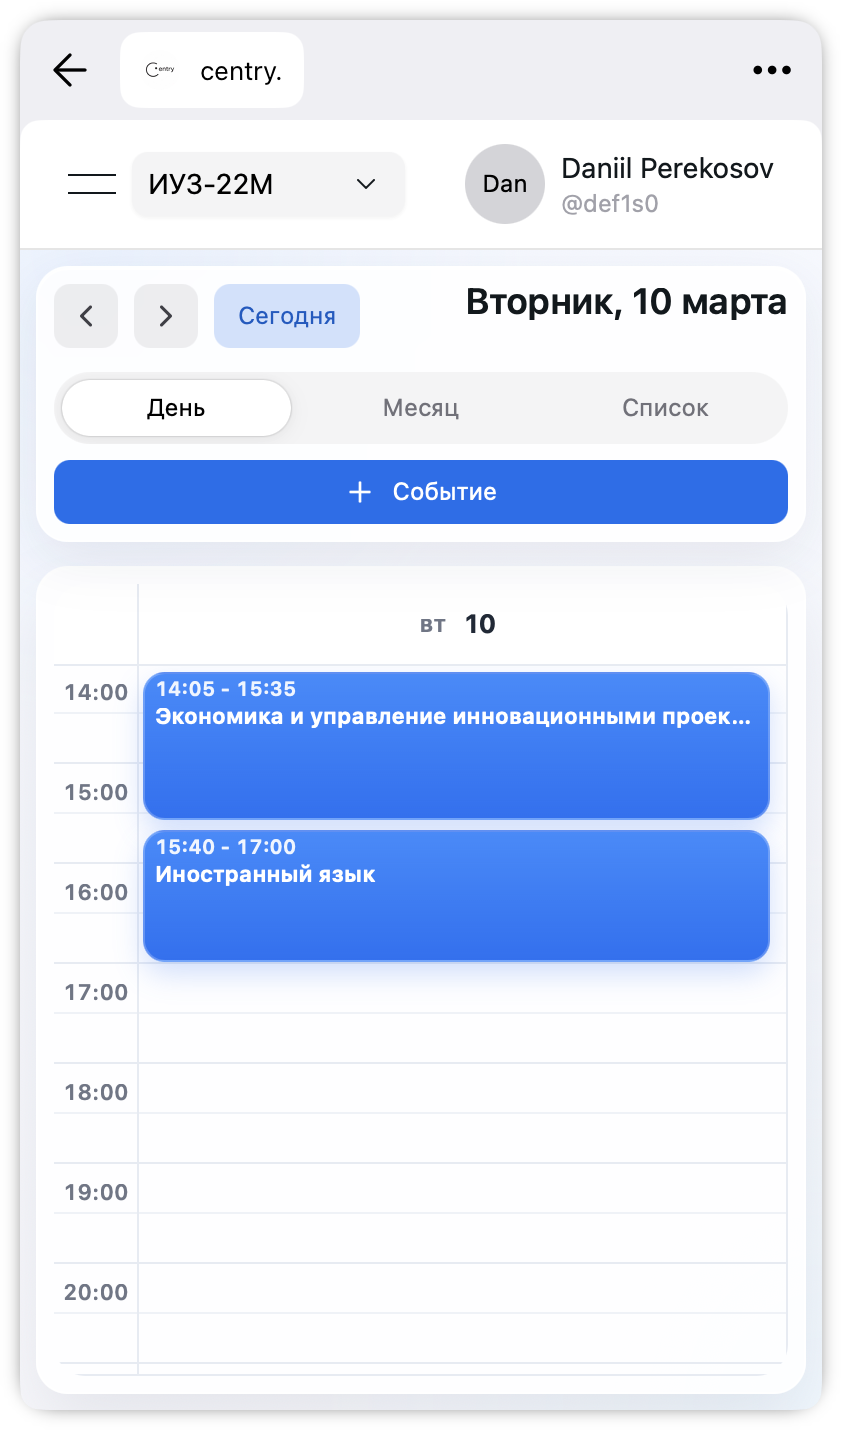 Centry centry.
ИУ3-22М
Dan
Daniil Perekosov
@def1s0
Сегодня
Вторник, 10 марта
День Месяц Список
+ Событие
вт 10
14:00
14:05 - 15:35
Экономика и управление инновационными проек...
15:00
15:40 - 17:00
Иностранный язык
16:00
17:00
18:00
19:00
20:00